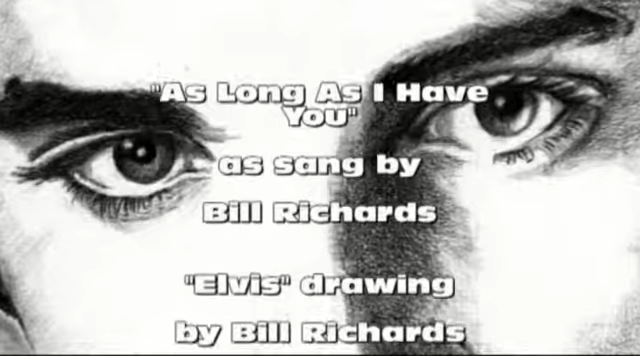 "As Long As I Have
You"
as sang by
Bill Richards
"Elvis" drawing
by Bill Richards